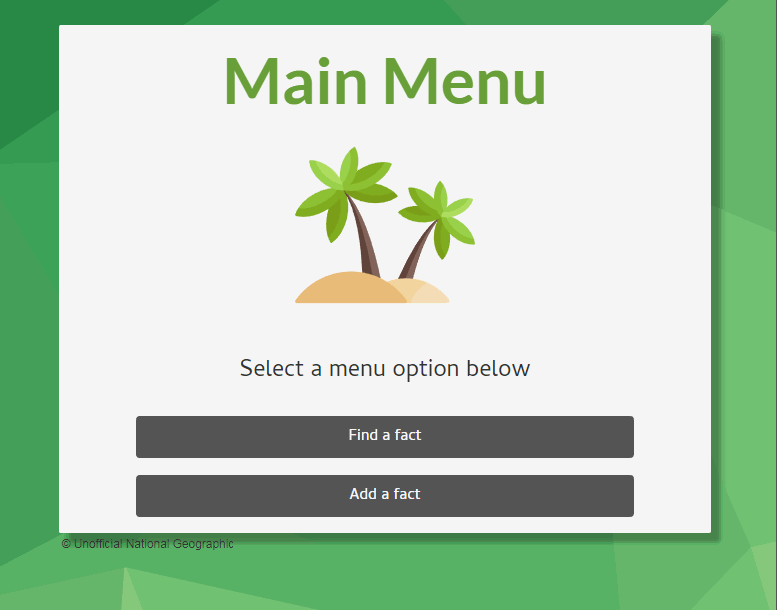 Main Menu
Select a menu option below
Find a fact
Add a fact
© Unofficial National Geographic